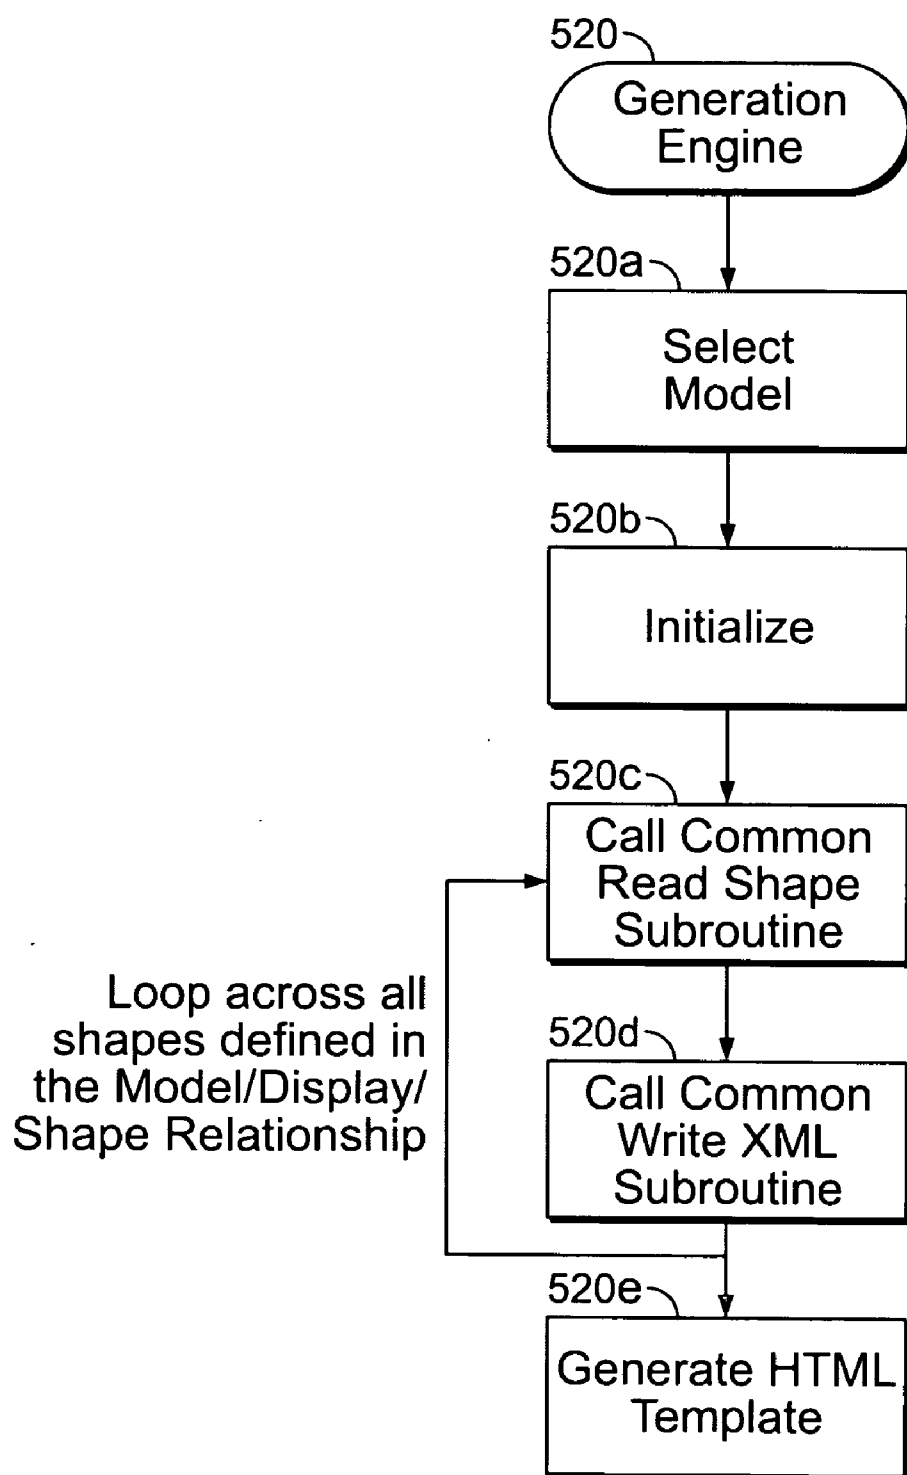 520
Generation
Engine
520a
Select
Model
520b
Initialize
520c
Call Common
Read Shape
Subroutine
Loop across all
shapes defined in
the Model/Display/
Shape Relationship
520d
Call Common
Write XML
Subroutine
520e
Generate HTML
Template